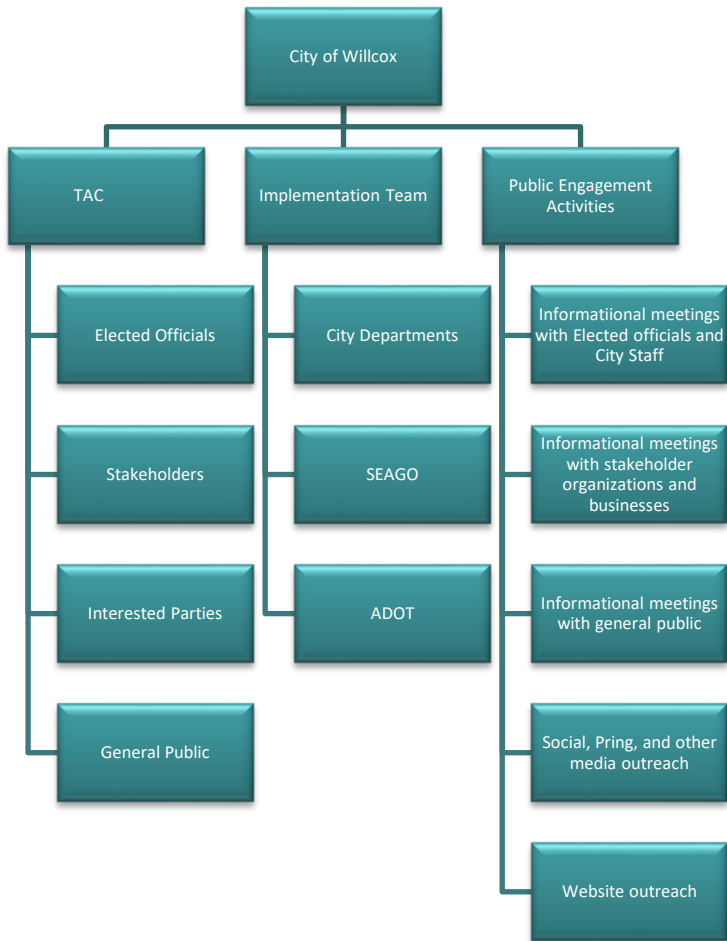 City of Willcox
TAC
Implementation Team
Public Engagement
Activities
Elected Officials
Stakeholders
Interested Parties
General Public
City Departments
SEAGO
ADOT
Informatiional meetings
with Elected officials and
City Staff
Informational meetings
with stakeholder
organizations and
businesses
Informational meetings
with general public
Social, Pring, and other
media outreach
Website outreach